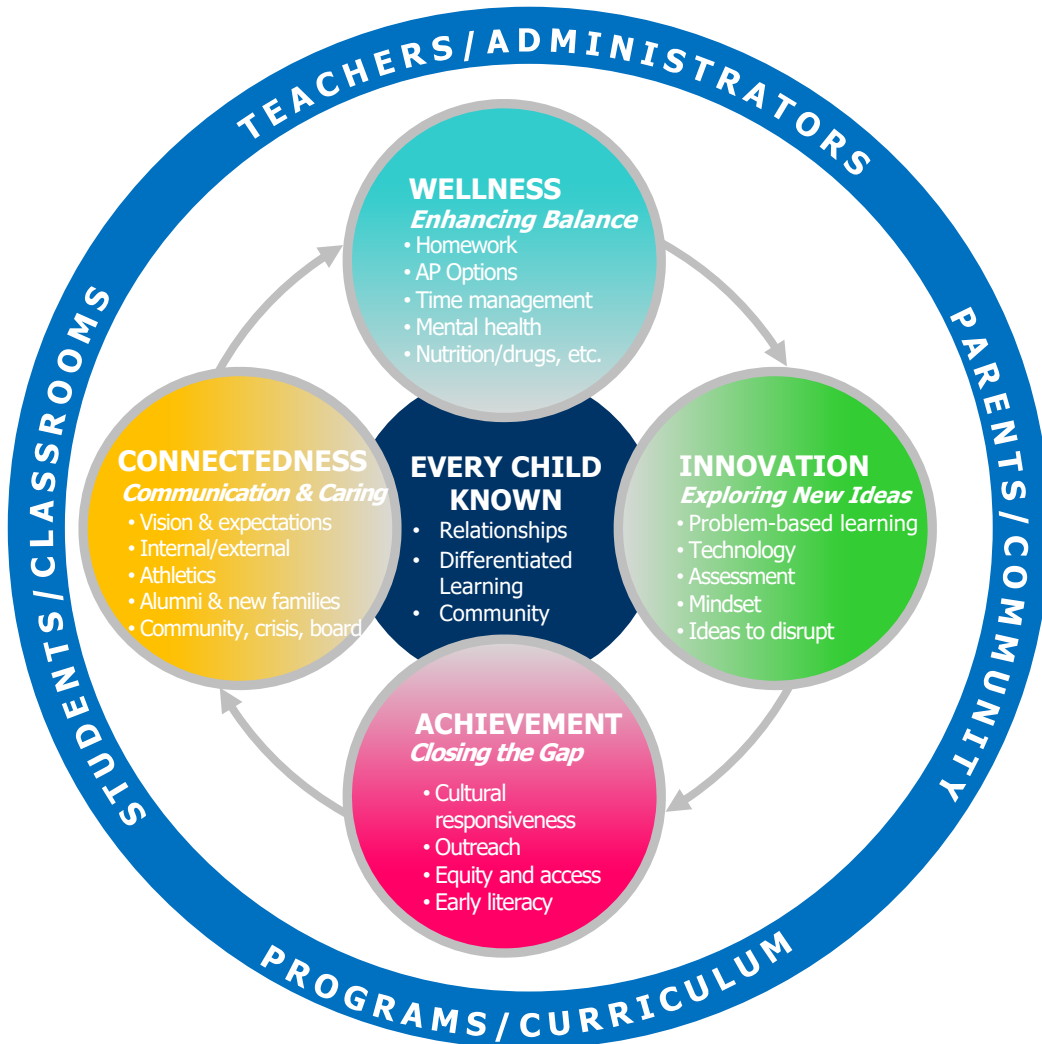 TEACHERS/ADMINISTRATORS
WELLNESS
Enhancing Balance
• Homework
• AP Options
• Time management
• Mental health
• Nutrition/drugs, etc.
STUDENTS/CLASSROOMS
PARENTS/COMMUNITY
CONNECTEDNESS
Communication & Caring
• Vision & expectations
• Internal/external
• Athletics
• Alumni & new families
• Community, crisis, board
EVERY CHILD
KNOWN
• Relationships
• Differentiated
Learning
• Community
INNOVATION
Exploring New Ideas
• Problem-based learning
• Technology
• Assessment
• Mindset
• Ideas to disrupt
ACHIEVEMENT
Closing the Gap
• Cultural
responsiveness
• Outreach
• Equity and access
• Early literacy
PROGRAMS/CURRICULUM